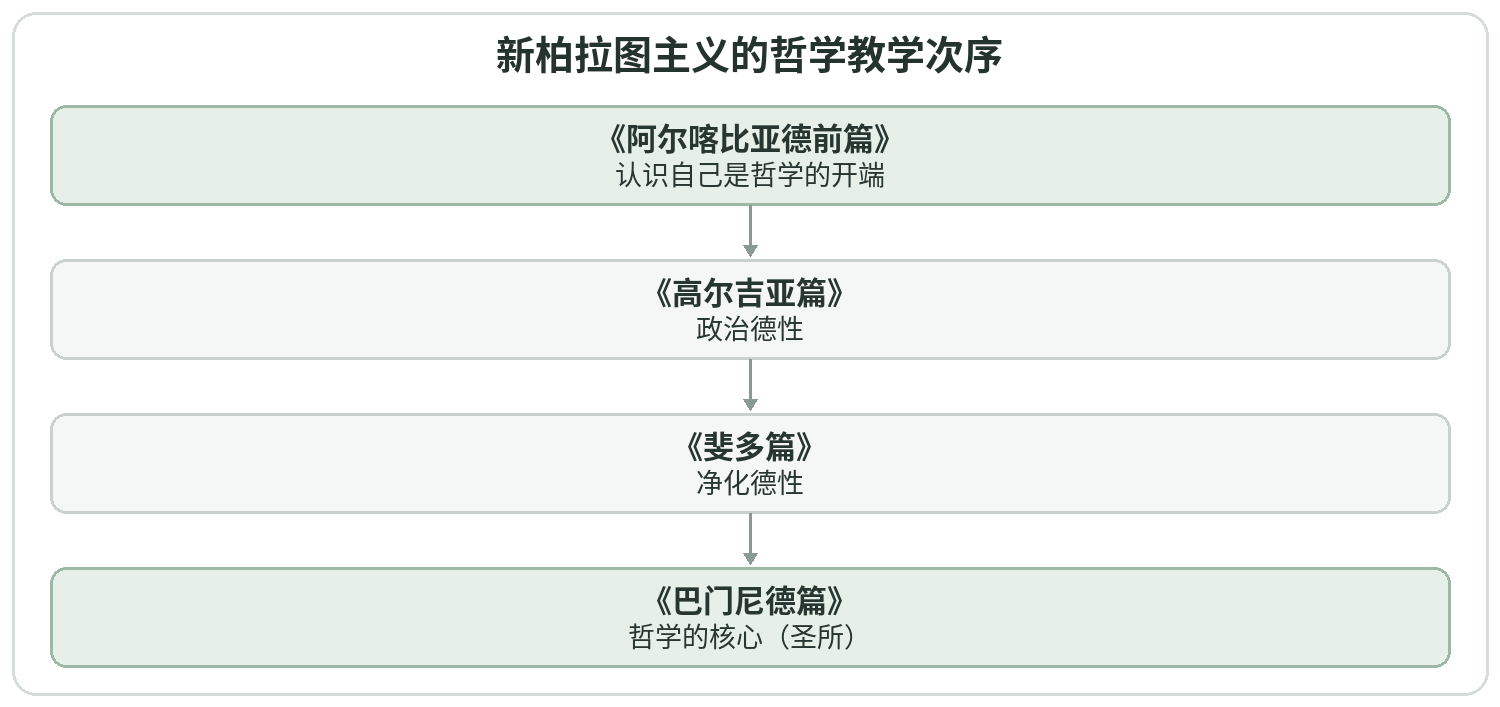 新柏拉图主义的哲学教学次序
《阿尔喀比亚德前篇》
认识自己是哲学的开端
《高尔吉亚篇》
政治德性
《斐多篇》
净化德性
《巴门尼德篇》
哲学的核心（圣所）